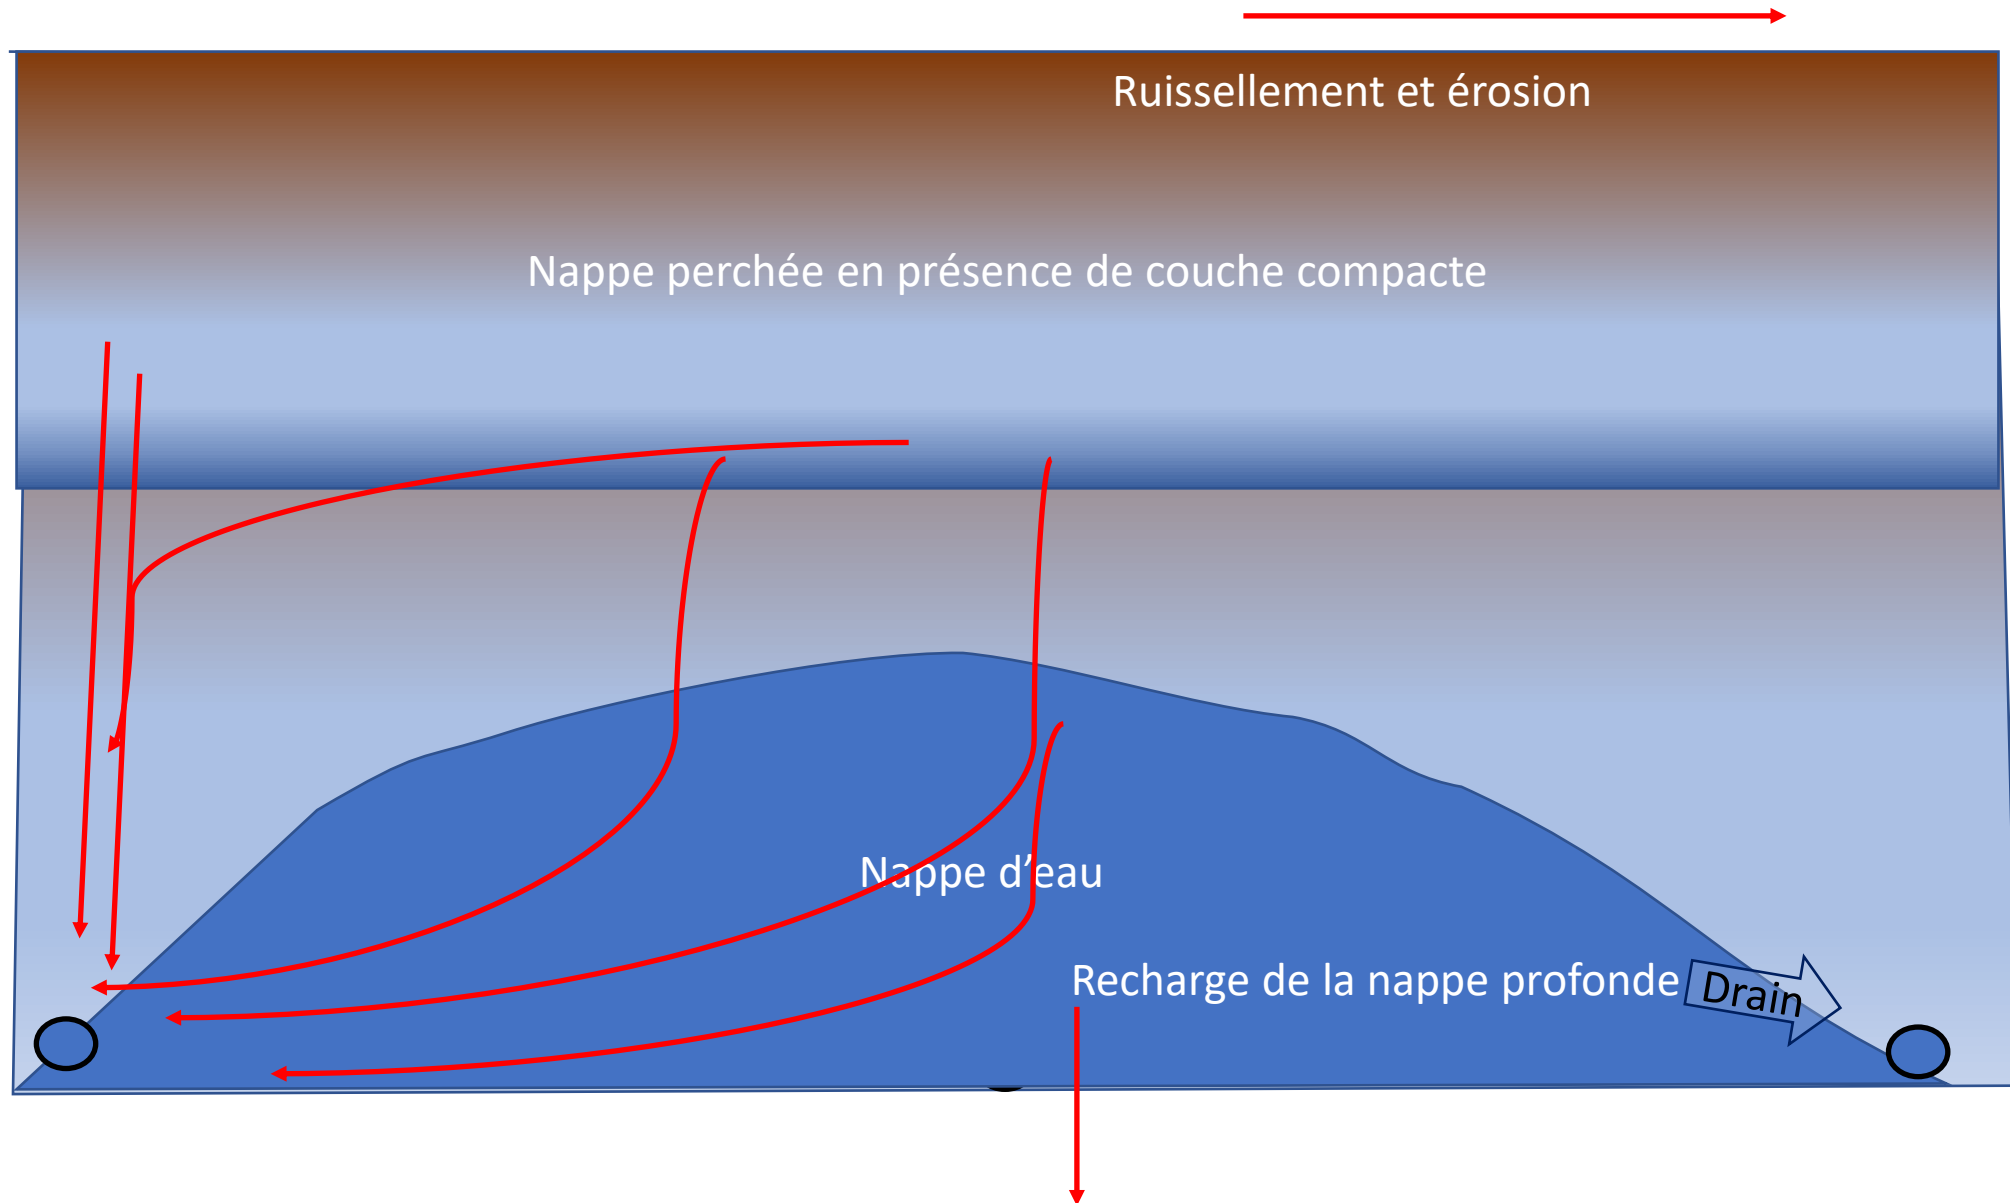 Ruissellement et érosion
Nappe perchée en présence de couche compacte
Nappe d’eau
Recharge de la nappe profonde
Drain